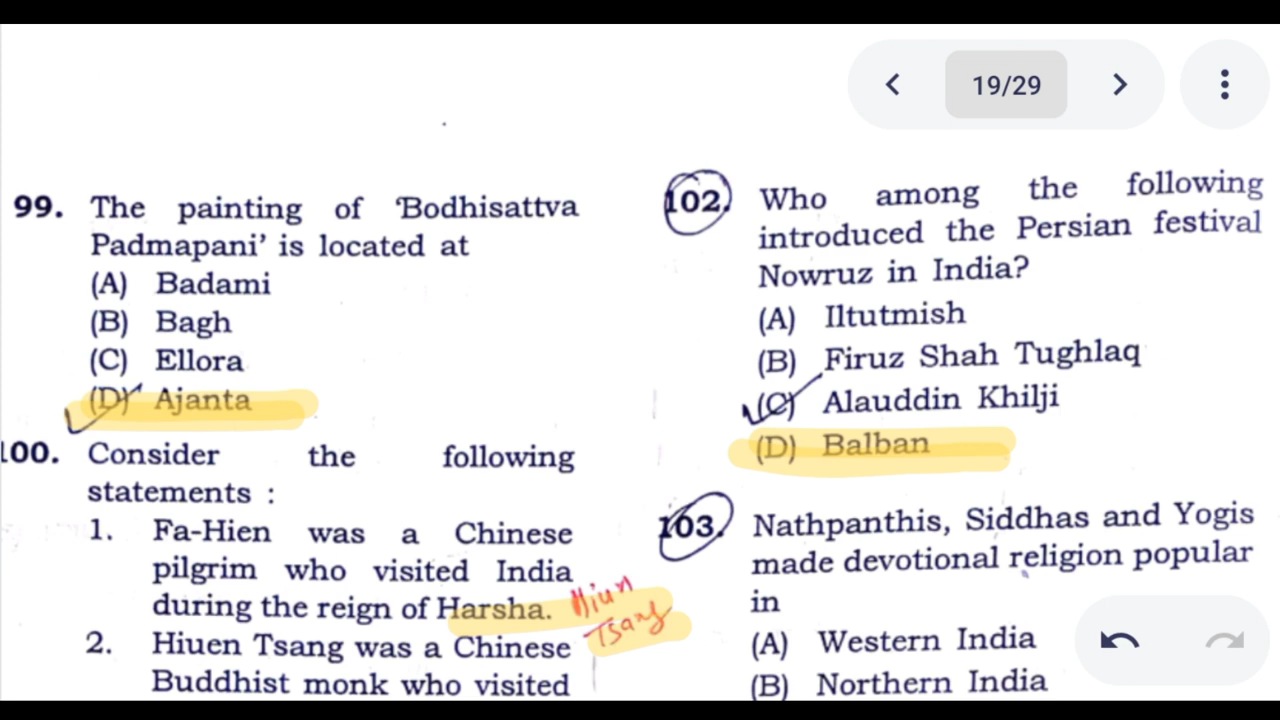 19/29
99. The painting of 'Bodhisattva
Padmapani' is located at
(A) Badami
(B) Bagh
(C) Ellora
(D) Ajanta
100. Consider the following
statements :
1. Fa-Hien was a Chinese
pilgrim who visited India
during the reign of Harsha. Hiun
Tsang
2. Hiuen Tsang was a Chinese
Buddhist monk who visited
102. Who among the following
introduced the Persian festival
Nowruz in India?
(A) Iltutmish
(B) Firuz Shah Tughlaq
(C) Alauddin Khilji
(D) Balban
103. Nathpanthis, Siddhas and Yogis
made devotional religion popular
in
(A) Western India
(B) Northern India